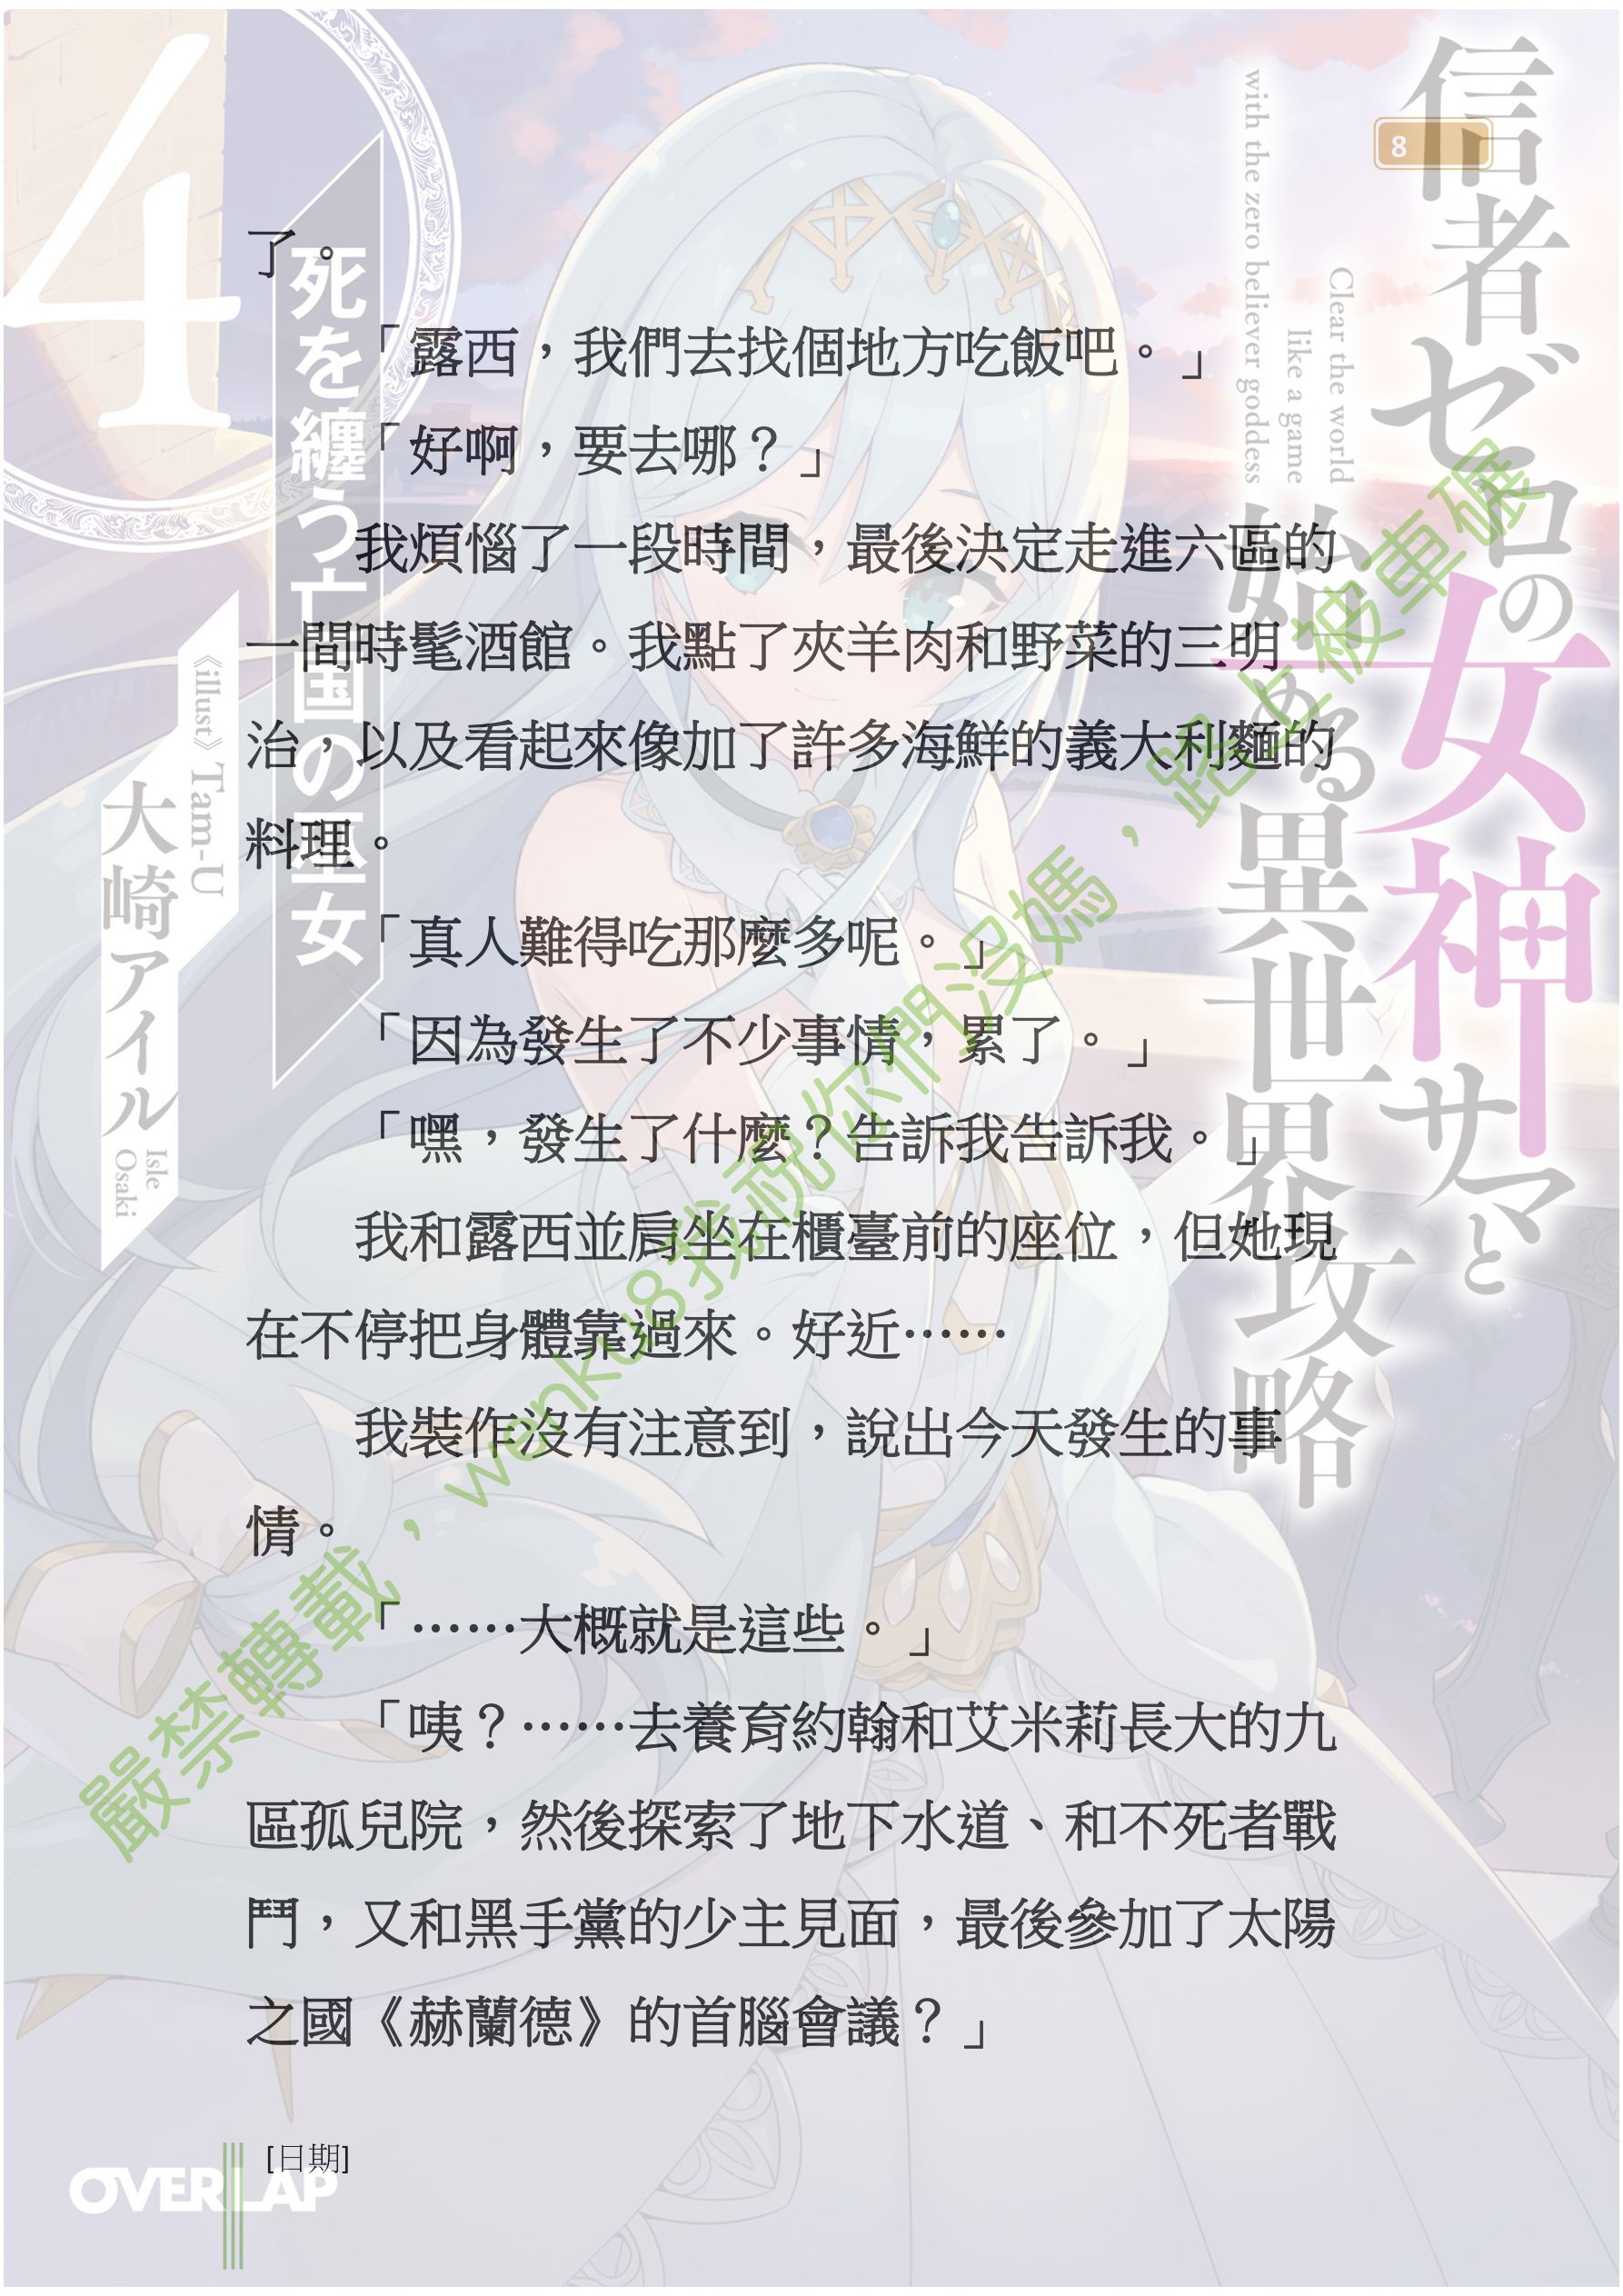 8
了。
「露西，我們去找個地方吃飯吧。」
「好啊，要去哪？」
我煩惱了一段時間，最後決定走進六區的
一間時髦酒館。我點了夾羊肉和野菜的三明
治，以及看起來像加了許多海鮮的義大利麵的
料理。
「真人難得吃那麼多呢。」
「因為發生了不少事情，累了。」
「嘿，發生了什麼？告訴我告訴我。」
我和露西並肩坐在櫃臺前的座位，但她現
在不停把身體靠過來。好近⋯⋯
我裝作沒有注意到，說出今天發生的事
情。
「⋯⋯大概就是這些。」
「咦？⋯⋯去養育約翰和艾米莉長大的九
區孤兒院，然後探索了地下水道、和不死者戰
鬥，又和黑手黨的少主見面，最後參加了太陽
之國《赫蘭德》的首腦會議？」
[日期]
嚴禁轉載，wenku8我祝你們沒媽，路上被車碾
信者ゼロの女神サマと
始める異世界攻略
Clear the world
like a game
with the zero believer goddess
4
死を纏う亡国の巫女
《illust》Tam-U
大崎アイル
Isle
Osaki
OVERLAP